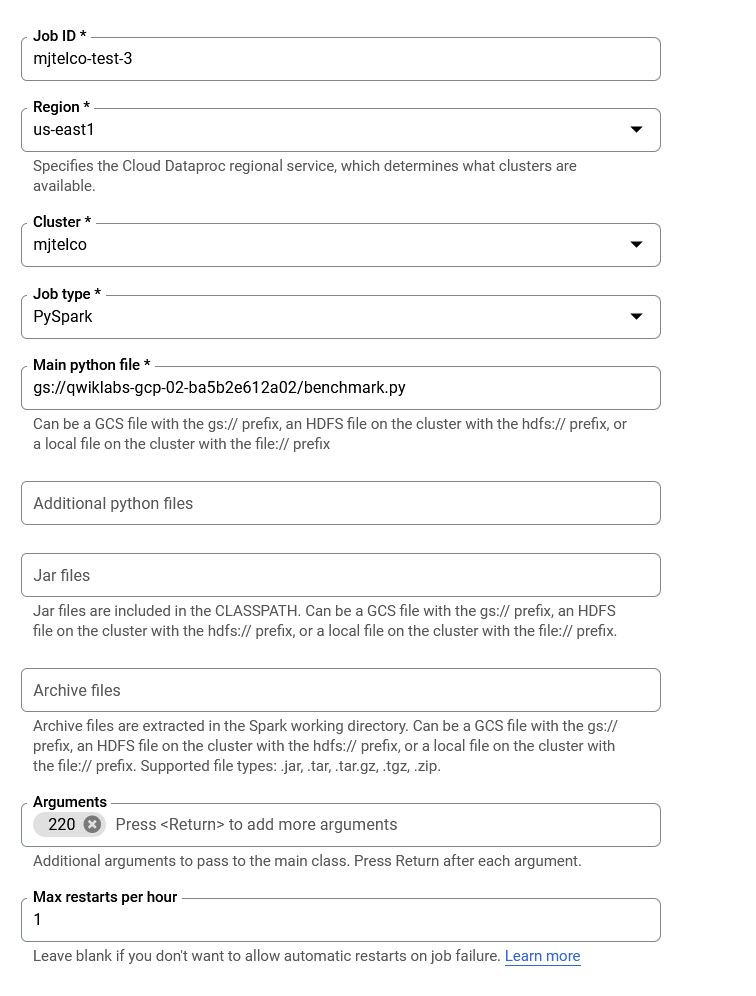 Job ID *
mjtelco-test-3
Region *
us-east1
Specifies the Cloud Dataproc regional service, which determines what clusters are
available.
Cluster *
mjtelco
Job type *
PySpark
Main python file *
gs://qwiklabs-gcp-02-ba5b2e612a02/benchmark.py
Can be a GCS file with the gs:// prefix, an HDFS file on the cluster with the hdfs:// prefix, or
a local file on the cluster with the file:// prefix
Additional python files
Jar files
Jar files are included in the CLASSPATH. Can be a GCS file with the gs:// prefix, an HDFS
file on the cluster with the hdfs:// prefix, or a local file on the cluster with the file:// prefix.
Archive files
Archive files are extracted in the Spark working directory. Can be a GCS file with the gs://
prefix, an HDFS file on the cluster with the hdfs:// prefix, or a local file on the cluster with
the file:// prefix. Supported file types: .jar, .tar, .tar.gz, .tgz, .zip.
Arguments
220 Press <Return> to add more arguments
Additional arguments to pass to the main class. Press Return after each argument.
Max restarts per hour
1
Leave blank if you don't want to allow automatic restarts on job failure. Learn more